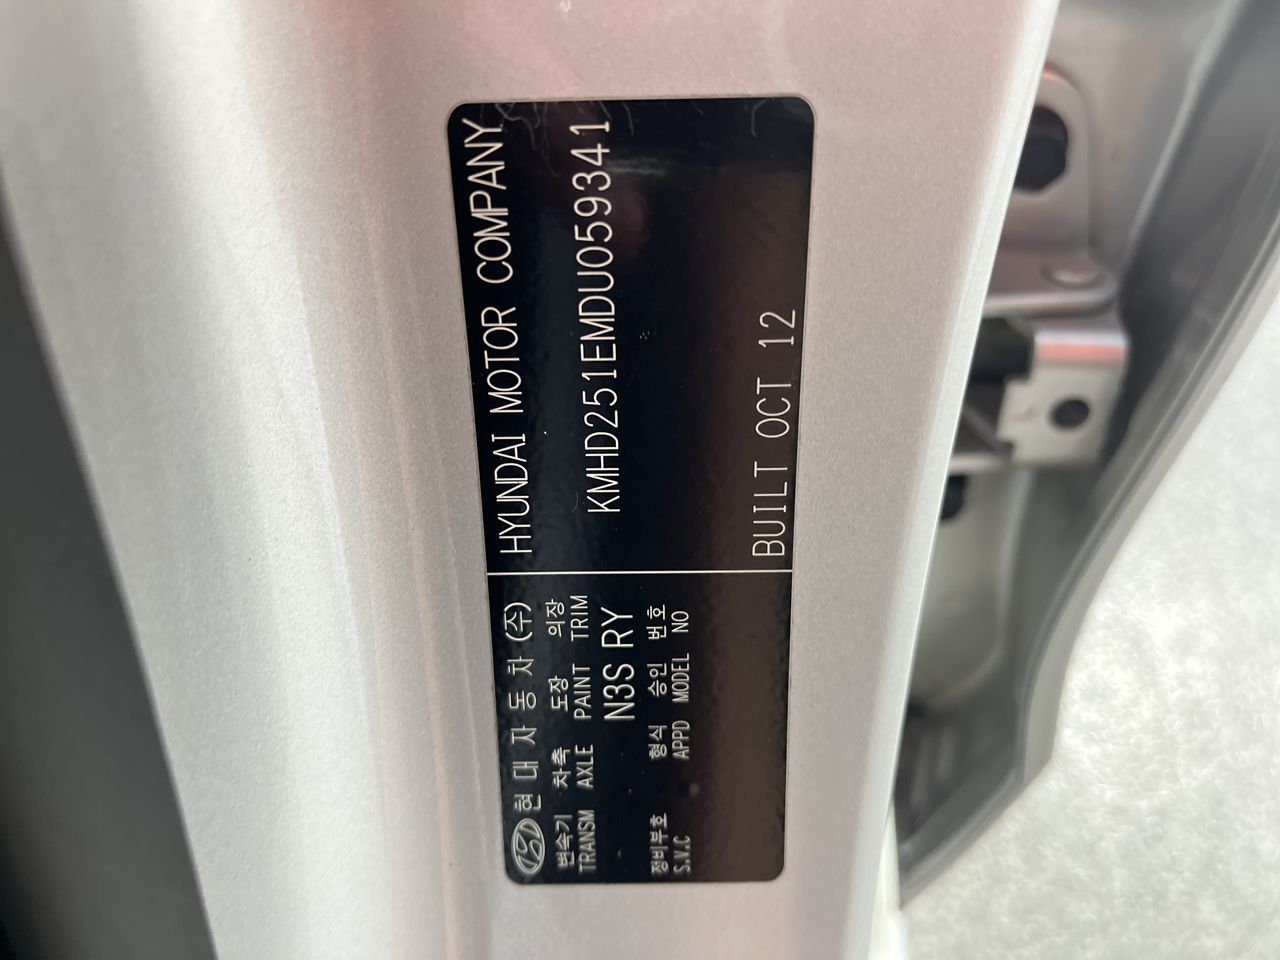 현 대 자 동 차 (주) HYUNDAI MOTOR COMPANY
변속기 차축 도장 의장
TRANSM AXLE PAINT TRIM
KMHD251EMDU059341
N3S RY
정비부호 형식 승인 번호
S.V.C APPD MODEL NO
BUILT OCT 12